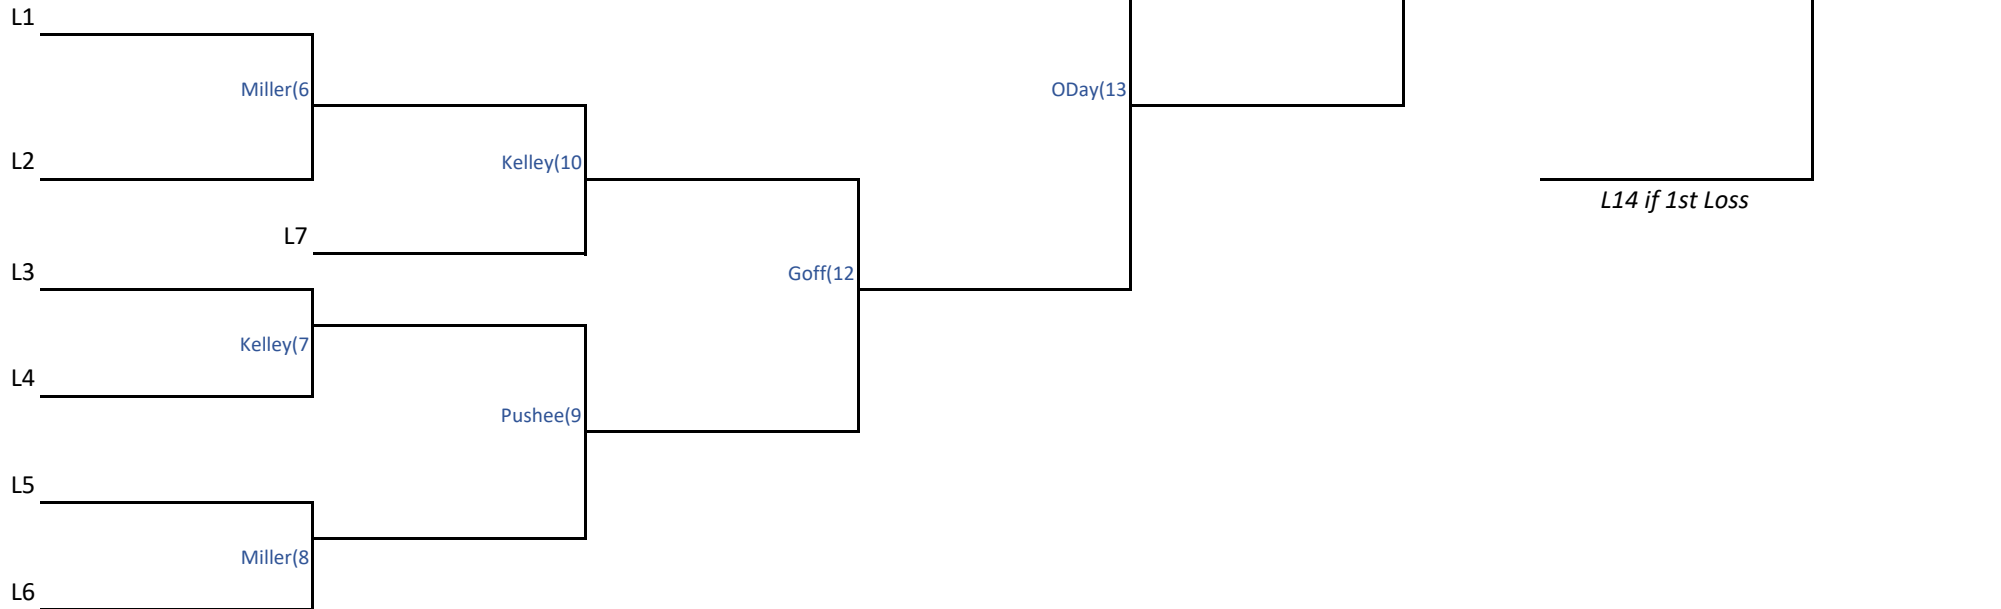 L1
Miller(6
ODay(13
L2
Kelley(10
L14 if 1st Loss
L7
L3
Goff(12
Kelley(7
L4
Pushee(9
L5
Miller(8
L6